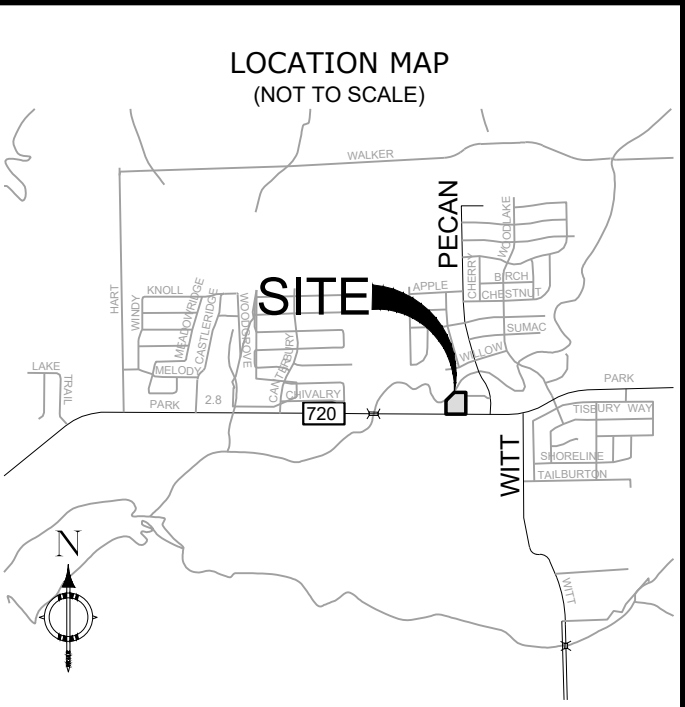 LOCATION MAP
(NOT TO SCALE)
WALKER
PECAN
WOODLAKE
CHERRY
BIRCH
CHESTNUT
APPLE
SITE
SUMAC
WILLOW
HART
WINDY
KNOLL
MEADOWRIDGE
CASTLERIDGE
WOODGROVE
CANTERBURY
MELODY
CHIVALRY
LAKE
TRAIL
PARK
2.8
720
PARK
TISBURY WAY
WITT
SHORELINE
TAILBURTON
N
WITT